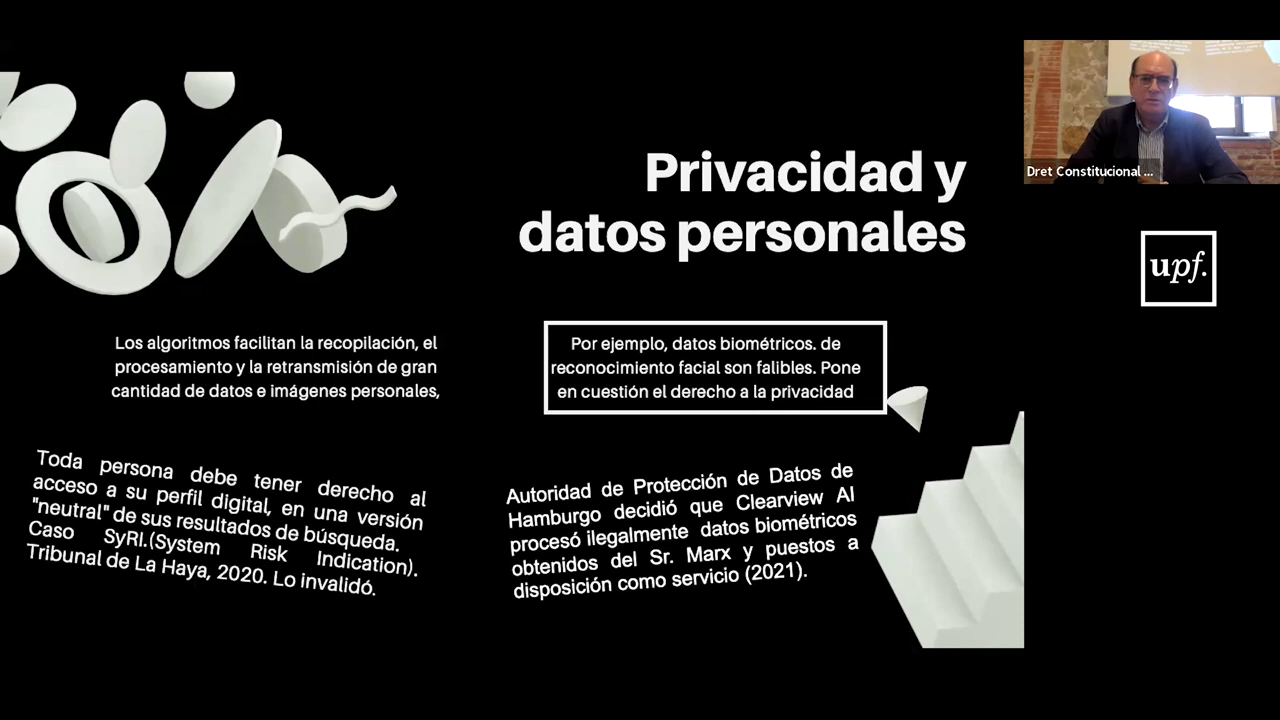 Privacidad y
datos personales
Los algoritmos facilitan la recopilación, el
procesamiento y la retransmisión de gran
cantidad de datos e imágenes personales,
Por ejemplo, datos biométricos. de
reconocimiento facial son falibles. Pone
en cuestión el derecho a la privacidad
Toda persona debe tener derecho al
acceso a su perfil digital, en una versión
"neutral" de sus resultados de búsqueda.
Caso SyRI.(System Risk Indication).
Tribunal de La Haya, 2020. Lo invalidó.
Autoridad de Protección de Datos de
Hamburgo decidió que Clearview AI
procesó ilegalmente datos biométricos
obtenidos del Sr. Marx y puestos a
disposición como servicio (2021).
Dret Constitucional ...
upf.